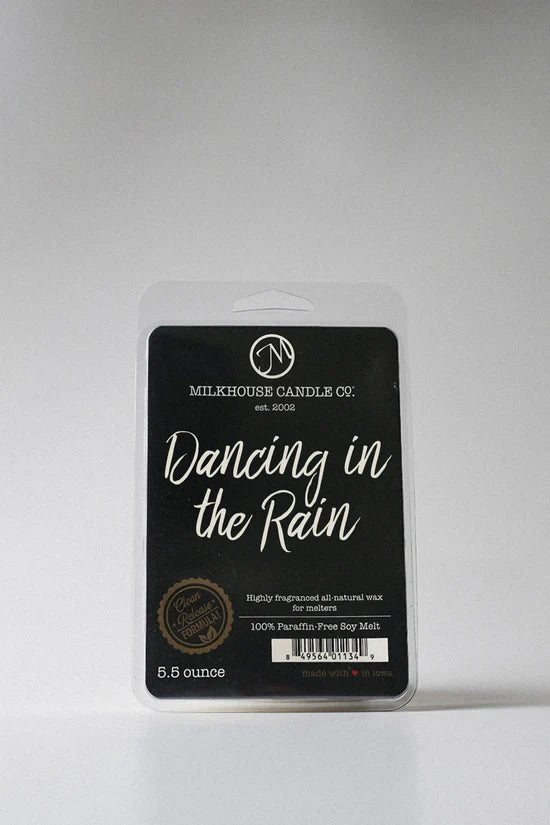 M
MILKHOUSE CANDLE CO.
est. 2002
Dancing in
the Rain
Clean
Release
FORMULA!
Highly fragranced all-natural wax
for melters
100% Paraffin-Free Soy Melt
8 49564 01134 9
5.5 ounce
made with ♥ in iowa